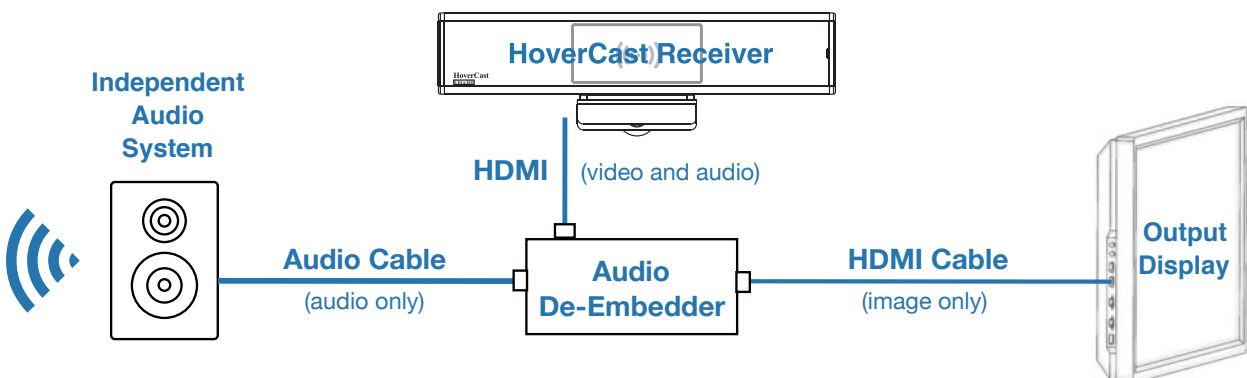 HoverCast Receiver
HoverCast
Independent
Audio
System
HDMI (video and audio)
Audio Cable
(audio only)
Audio
De-Embedder
HDMI Cable
(image only)
Output
Display